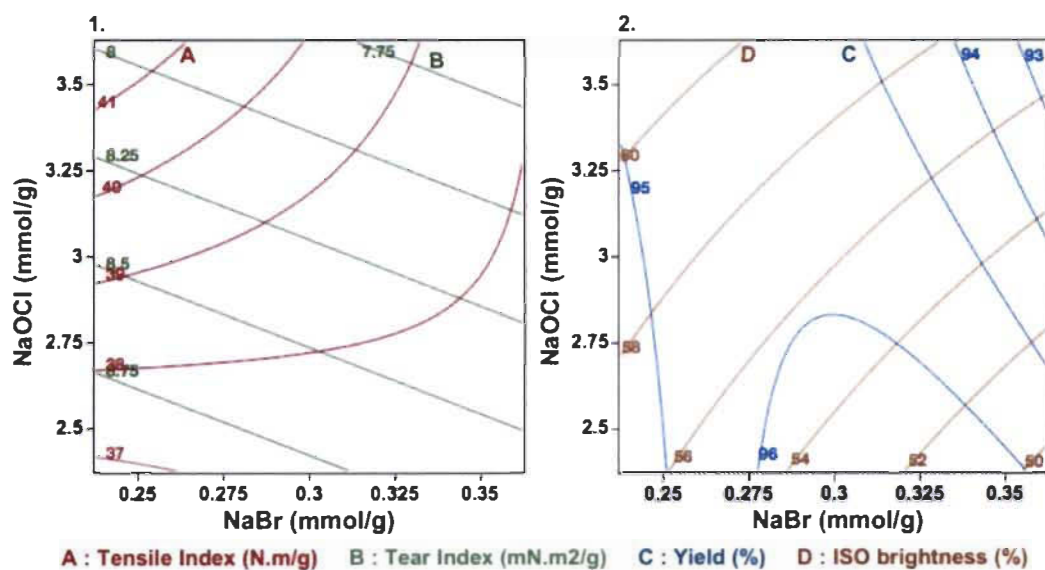 1. 2.
A B 7.75 8 41 8.25 40 8.5 39 38 8.75 37
3.5 3.25 3 2.75 2.5
NaOCl (mmol/g)
0.25 0.275 0.3 0.325 0.35
NaBr (mmol/g)
D C 94 93 60 95 58 56 96 54 52 50
3.5 3.25 3 2.75 2.5
NaOCl (mmol/g)
0.25 0.275 0.3 0.325 0.35
NaBr (mmol/g)
A : Tensile Index (N.m/g) B : Tear Index (mN.m2/g) C : Yield (%) D : ISO brightness (%)